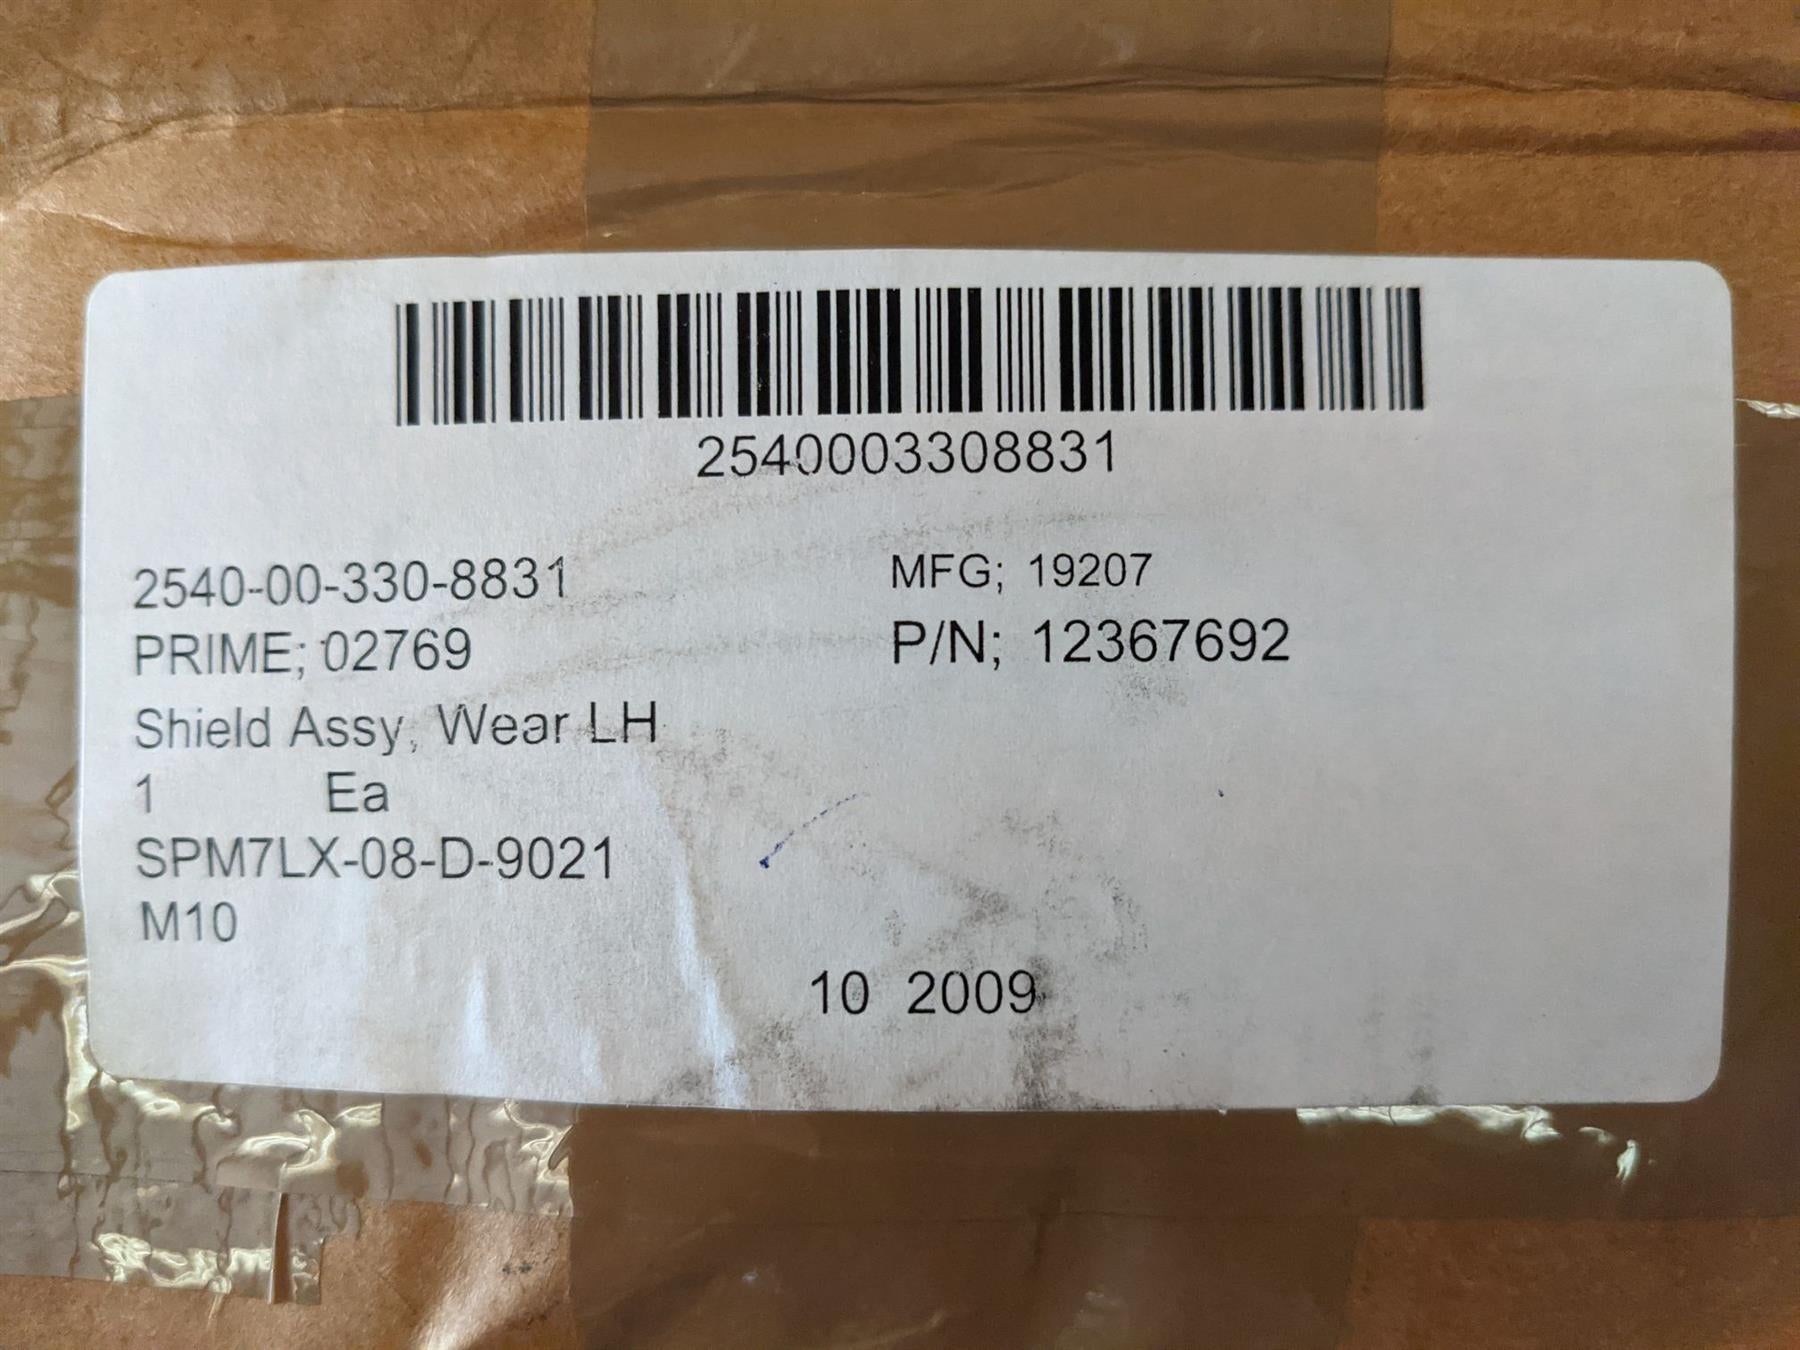 2540003308831
2540-00-330-8831
MFG; 19207
PRIME; 02769
P/N; 12367692
Shield Assy, Wear LH
1 Ea
SPM7LX-08-D-9021
M10
10 2009